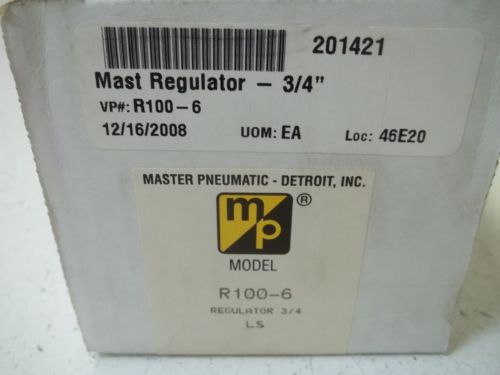 201421
Mast Regulator - 3/4"
VP#: R100-6
12/16/2008 UOM: EA Loc: 46E20
MASTER PNEUMATIC - DETROIT, INC.
mp ®
MODEL
R100-6
REGULATOR 3/4
LS